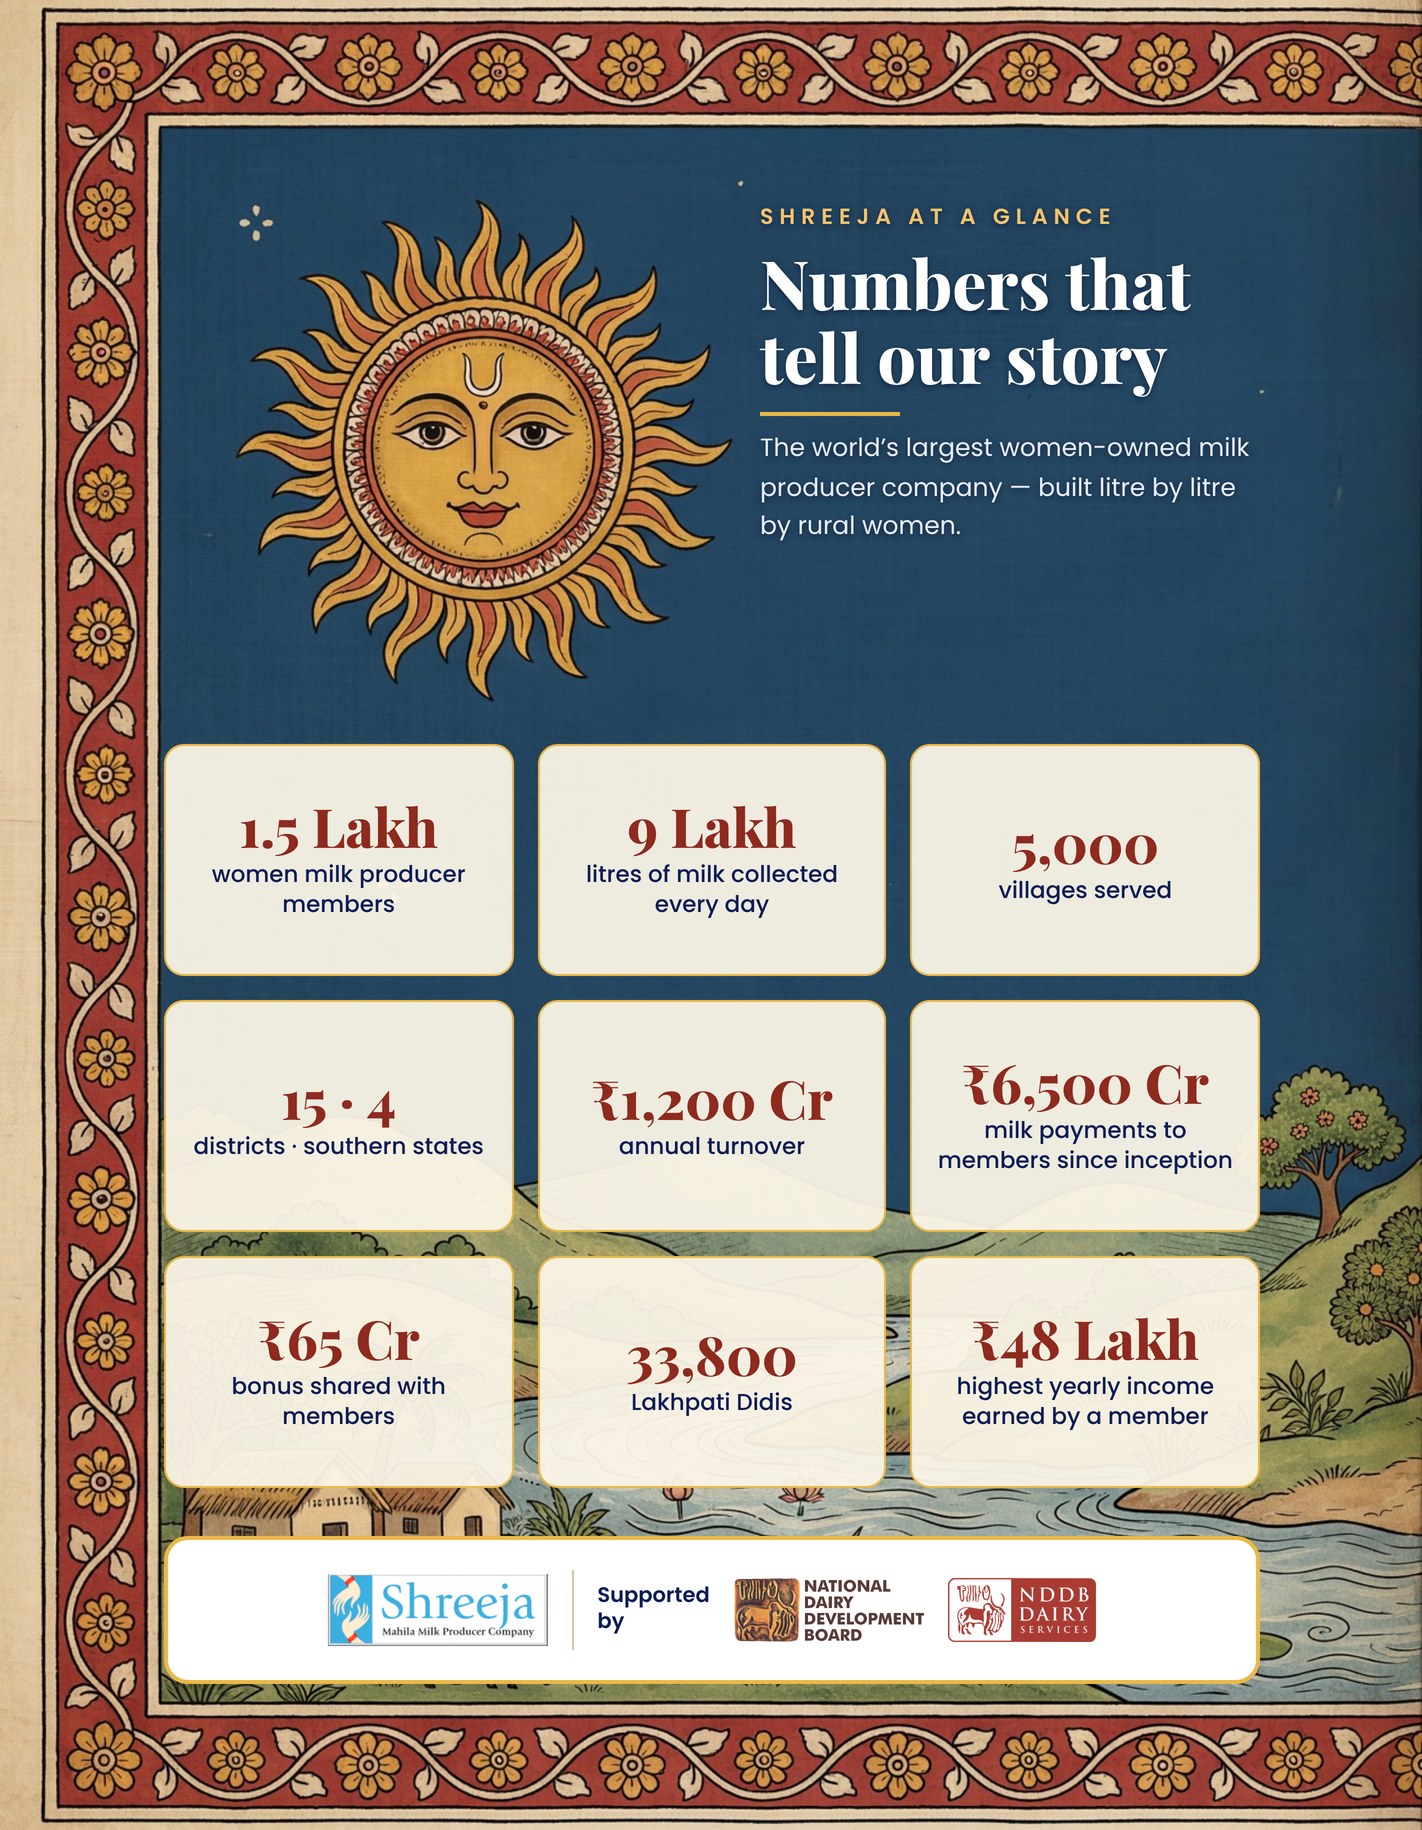 SHREEJA AT A GLANCE
Numbers that
tell our story
The world’s largest women-owned milk
producer company — built litre by litre
by rural women.
1.5 Lakh
women milk producer
members
9 Lakh
litres of milk collected
every day
5,000
villages served
15 · 4
districts · southern states
₹1,200 Cr
annual turnover
₹6,500 Cr
milk payments to
members since inception
₹65 Cr
bonus shared with
members
33,800
Lakhpati Didis
₹48 Lakh
highest yearly income
earned by a member
Shreeja
Mahila Milk Producer Company
Supported
by
NATIONAL
DAIRY
DEVELOPMENT
BOARD
NDDB
DAIRY
SERVICES